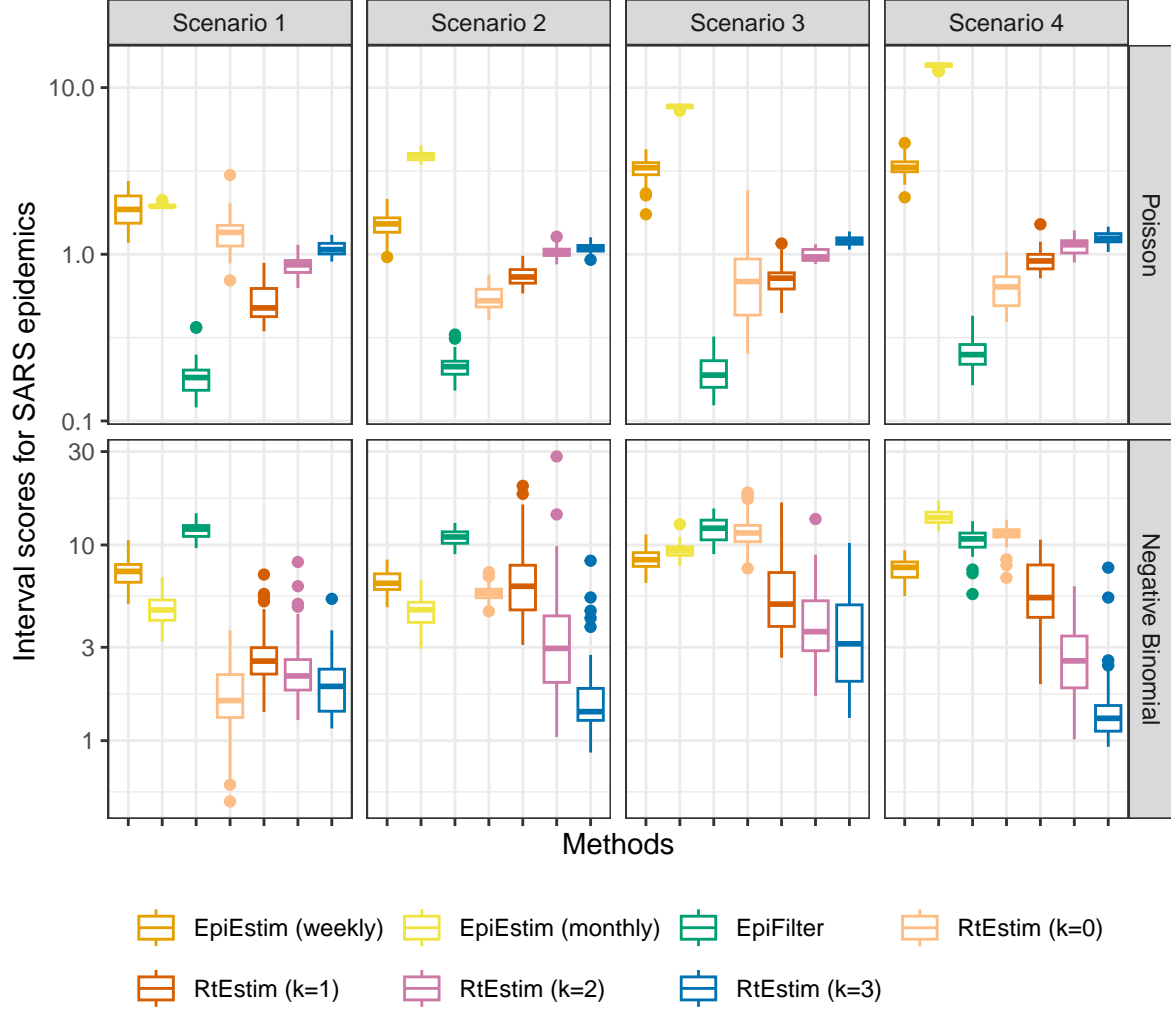 Scenario 1
Scenario 2
Scenario 3
Scenario 4
10.0
1.0
0.1
Poisson
30
10
3
1
Negative Binomial
Interval scores for SARS epidemics
Methods
EpiEstim (weekly)
EpiEstim (monthly)
EpiFilter
RtEstim (k=0)
RtEstim (k=1)
RtEstim (k=2)
RtEstim (k=3)